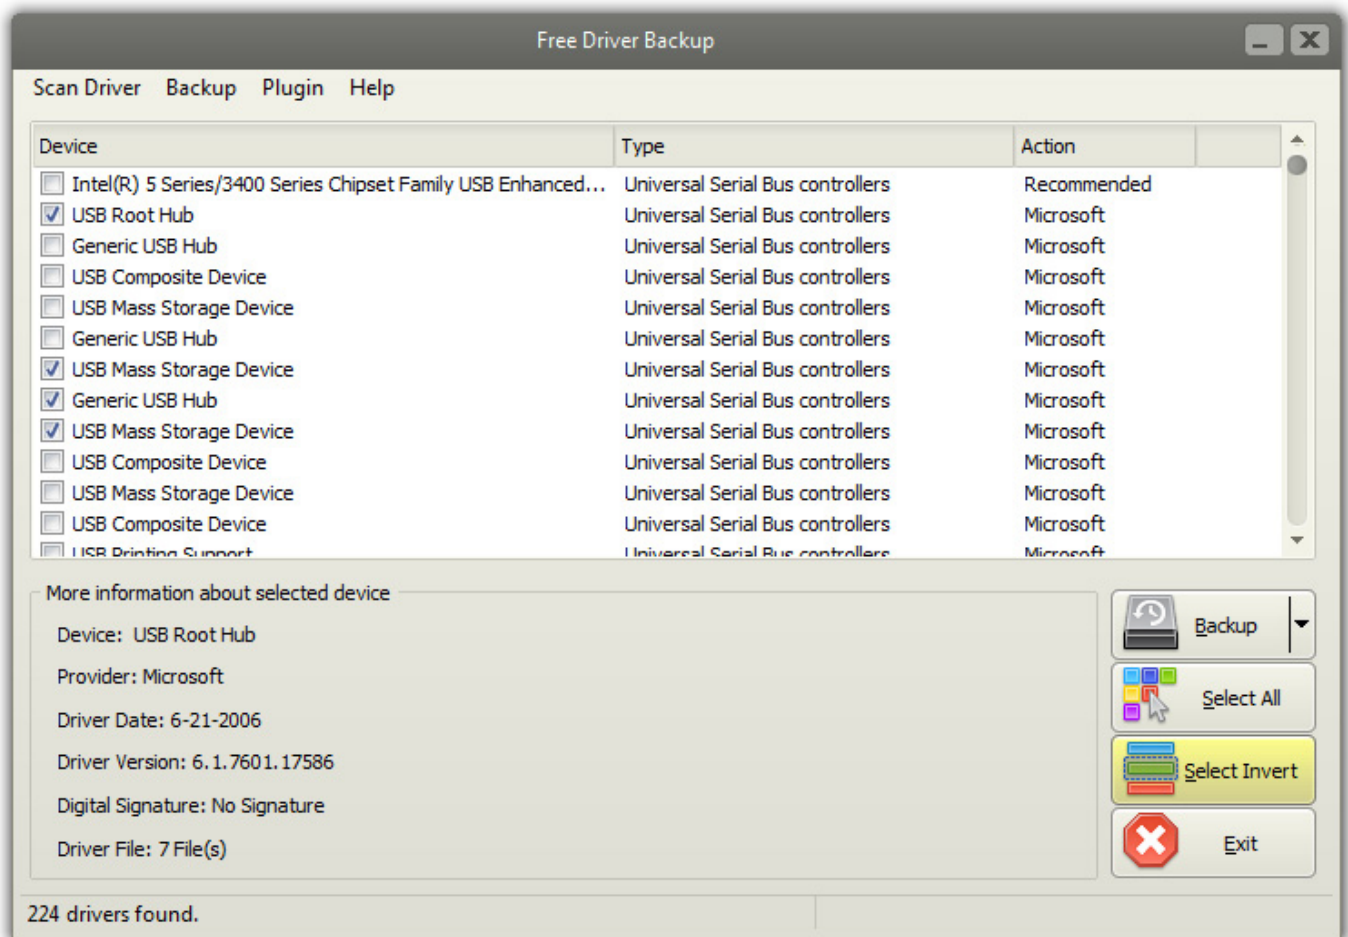 Free Driver Backup
Scan Driver Backup Plugin Help
Device Type Action
Intel(R) 5 Series/3400 Series Chipset Family USB Enhanced... Universal Serial Bus controllers Recommended
USB Root Hub Universal Serial Bus controllers Microsoft
Generic USB Hub Universal Serial Bus controllers Microsoft
USB Composite Device Universal Serial Bus controllers Microsoft
USB Mass Storage Device Universal Serial Bus controllers Microsoft
Generic USB Hub Universal Serial Bus controllers Microsoft
USB Mass Storage Device Universal Serial Bus controllers Microsoft
Generic USB Hub Universal Serial Bus controllers Microsoft
USB Mass Storage Device Universal Serial Bus controllers Microsoft
USB Composite Device Universal Serial Bus controllers Microsoft
USB Mass Storage Device Universal Serial Bus controllers Microsoft
USB Composite Device Universal Serial Bus controllers Microsoft
USB Printing Support Universal Serial Bus controllers Microsoft
More information about selected device
Device: USB Root Hub
Provider: Microsoft
Driver Date: 6-21-2006
Driver Version: 6.1.7601.17586
Digital Signature: No Signature
Driver File: 7 File(s)
Backup
Select All
Select Invert
Exit
224 drivers found.